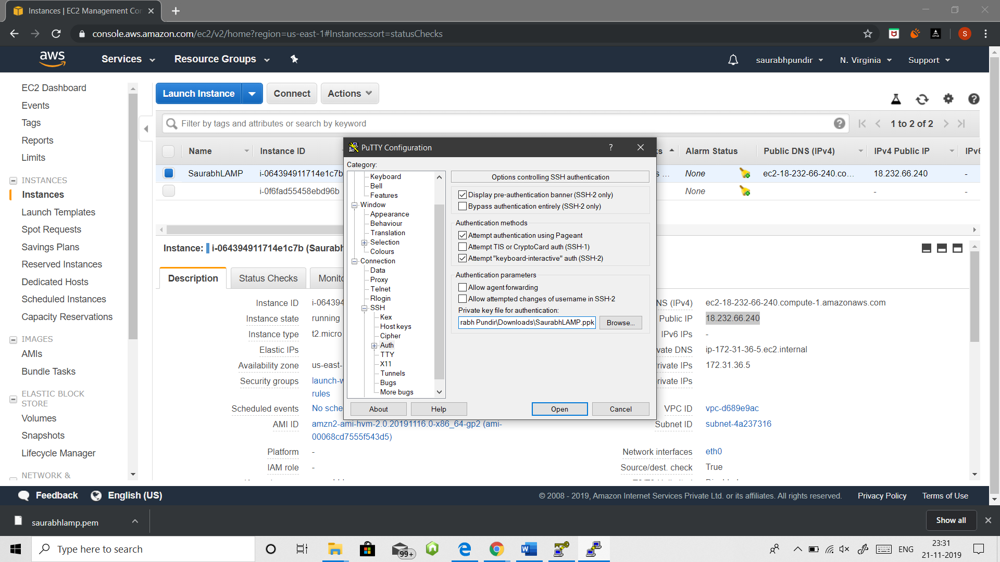 Instances | EC2 Management Con
console.aws.amazon.com/ec2/v2/home?region=us-east-1#Instances:sort=statusChecks
S
aws
Services
Resource Groups
saurabhpundir
N. Virginia
Support
EC2 Dashboard
Events
Tags
Reports
Limits
INSTANCES
Instances
Launch Templates
Spot Requests
Savings Plans
Reserved Instances
Dedicated Hosts
Scheduled Instances
Capacity Reservations
IMAGES
AMIs
Bundle Tasks
ELASTIC BLOCK
STORE
Volumes
Snapshots
Lifecycle Manager
NETWORK &
Launch Instance
Connect
Actions
Filter by tags and attributes or search by keyword
1 to 2 of 2
Name
Instance ID
ks
Alarm Status
Public DNS (IPv4)
IPv4 Public IP
IPv6
SaurabhLAMP
i-064394911714e1c7b
s ...
None
ec2-18-232-66-240.co...
18.232.66.240
-
i-0f6fad55458ebd96b
None
-
-
Instance:
i-064394911714e1c7b (Saurabh
Description
Status Checks
Monito
Instance ID
i-06439
Instance state
running
Instance type
t2.micro
Elastic IPs
Availability zone
us-east-
Security groups
launch-w
rules
Scheduled events
No sche
AMI ID
amzn2-ami-hvm-2.0.20191116.0-x86_64-gp2 (ami-
00068cd7555f543d5)
Platform
-
IAM role
-
NS (IPv4)
ec2-18-232-66-240.compute-1.amazonaws.com
Public IP
18.232.66.240
IPv6 IPs
-
vate DNS
ip-172-31-36-5.ec2.internal
rivate IPs
172.31.36.5
rivate IPs
VPC ID
vpc-d689e9ac
Subnet ID
subnet-4a237316
Network interfaces
eth0
Source/dest. check
True
PuTTY Configuration
?
Category:
Keyboard
Bell
Features
Window
Appearance
Behaviour
Translation
Selection
Colours
Connection
Data
Proxy
Telnet
Rlogin
SSH
Kex
Host keys
Cipher
Auth
TTY
X11
Tunnels
Bugs
More bugs
Options controlling SSH authentication
Display pre-authentication banner (SSH-2 only)
Bypass authentication entirely (SSH-2 only)
Authentication methods
Attempt authentication using Pageant
Attempt TIS or CryptoCard auth (SSH-1)
Attempt "keyboard-interactive" auth (SSH-2)
Authentication parameters
Allow agent forwarding
Allow attempted changes of username in SSH-2
Private key file for authentication:
rabh Pundir\Downloads\SaurabhLAMP.ppk
Browse...
About
Help
Open
Cancel
Feedback
English (US)
© 2008 - 2019, Amazon Internet Services Private Ltd. or its affiliates. All rights reserved.
Privacy Policy
Terms of Use
saurabhlamp.pem
Show all
Type here to search
99+
ENG
23:31
21-11-2019